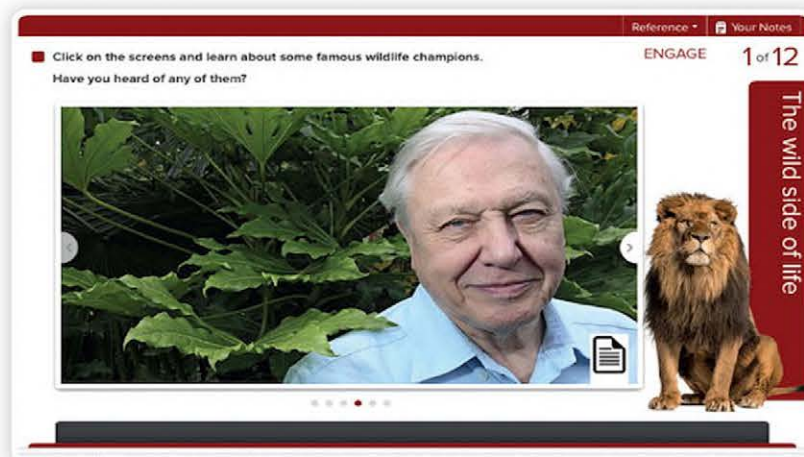 Reference
Your Notes
Click on the screens and learn about some famous wildlife champions.
Have you heard of any of them?
ENGAGE
1 of 12
The wild side of life